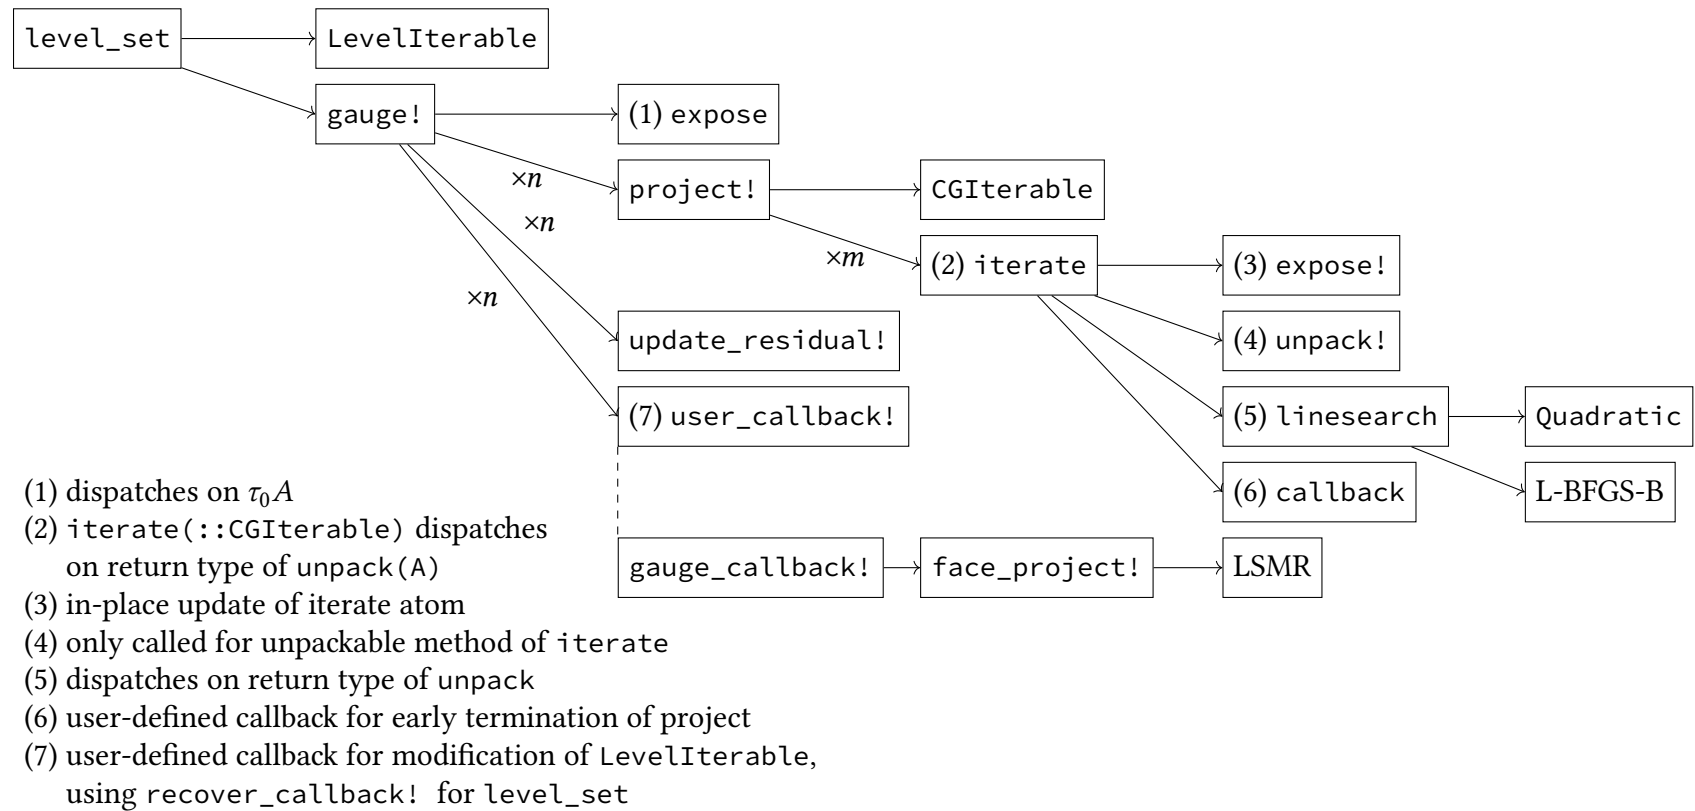 level_set
LevelIterable
gauge!
(1) expose
×n
project!
CGIterable
×n
×m
(2) iterate
(3) expose!
×n
update_residual!
(4) unpack!
(7) user_callback!
(5) linesearch
Quadratic
(6) callback
L-BFGS-B
gauge_callback!
face_project!
LSMR
(1) dispatches on τ₀A
(2) iterate(::CGIterable) dispatches
on return type of unpack(A)
(3) in-place update of iterate atom
(4) only called for unpackable method of iterate
(5) dispatches on return type of unpack
(6) user-defined callback for early termination of project
(7) user-defined callback for modification of LevelIterable,
using recover_callback! for level_set